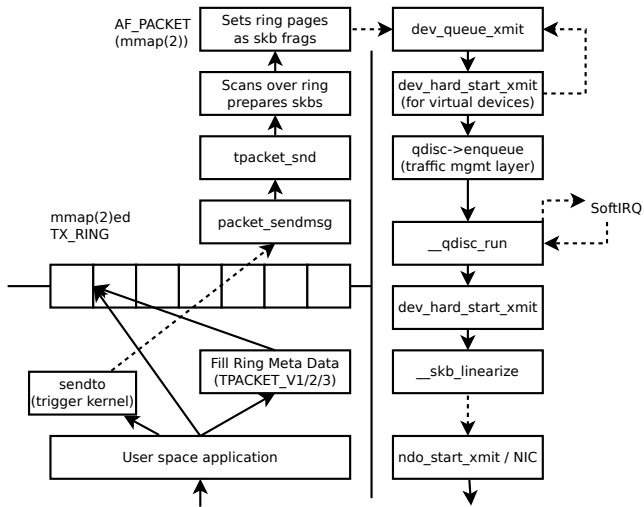 AF_PACKET
(mmap(2))
Sets ring pages
as skb frags
Scans over ring
prepares skbs
tpacket_snd
packet_sendmsg
mmap(2)ed
TX_RING
Fill Ring Meta Data
(TPACKET_V1/2/3)
sendto
(trigger kernel)
User space application
dev_queue_xmit
dev_hard_start_xmit
(for virtual devices)
qdisc->enqueue
(traffic mgmt layer)
SoftIRQ
__qdisc_run
dev_hard_start_xmit
__skb_linearize
ndo_start_xmit / NIC